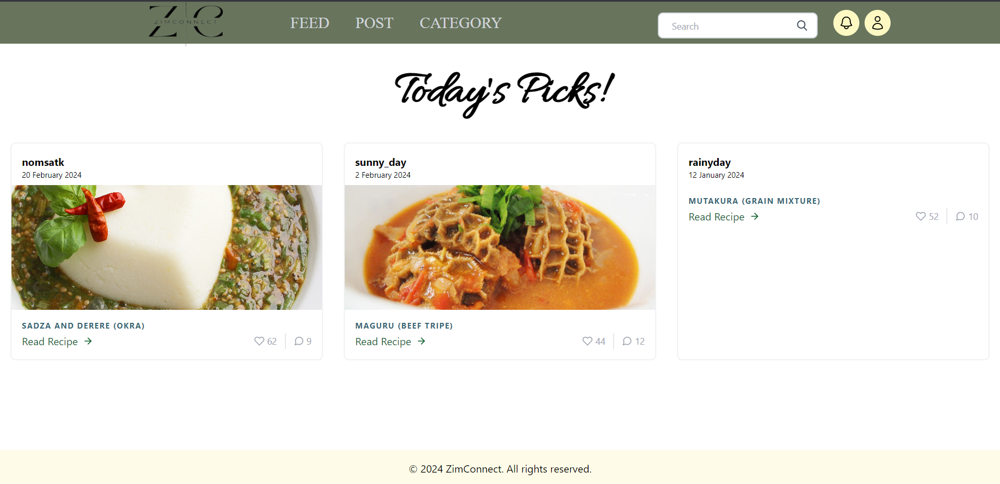 ZC
ZIMCONNECT
FEED
POST
CATEGORY
Search
Today's Picks!
nomsatk
20 February 2024
SADZA AND DERERE (OKRA)
Read Recipe →
62
9
sunny_day
2 February 2024
MAGURU (BEEF TRIPE)
Read Recipe →
44
12
rainyday
12 January 2024
MUTAKURA (GRAIN MIXTURE)
Read Recipe →
52
10
© 2024 ZimConnect. All rights reserved.